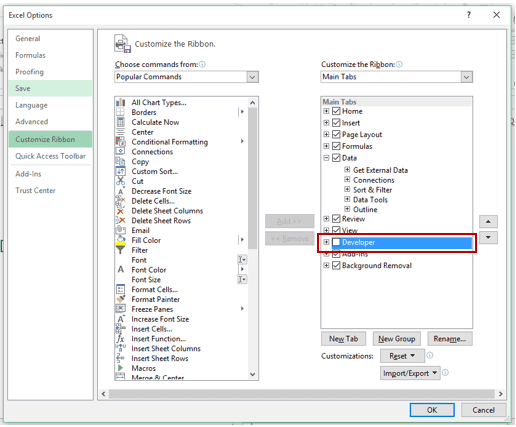 Excel Options
?
General
Formulas
Proofing
Save
Language
Advanced
Customize Ribbon
Quick Access Toolbar
Add-Ins
Trust Center
Customize the Ribbon.
Choose commands from:
Popular Commands
All Chart Types...
Borders
Calculate Now
Center
Conditional Formatting
Connections
Copy
Custom Sort...
Cut
Decrease Font Size
Delete Cells...
Delete Sheet Columns
Delete Sheet Rows
Email
Fill Color
Filter
Font
Font Color
Font Size
Format Cells...
Format Painter
Freeze Panes
Increase Font Size
Insert Cells...
Insert Function...
Insert Sheet Columns
Insert Sheet Rows
Macros
Merge & Center
Add >>
<< Remove
Customize the Ribbon:
Main Tabs
Main Tabs
Home
Insert
Page Layout
Formulas
Data
Get External Data
Connections
Sort & Filter
Data Tools
Outline
Review
View
Developer
Add-Ins
Background Removal
New Tab
New Group
Rename...
Customizations:
Reset
Import/Export
OK
Cancel